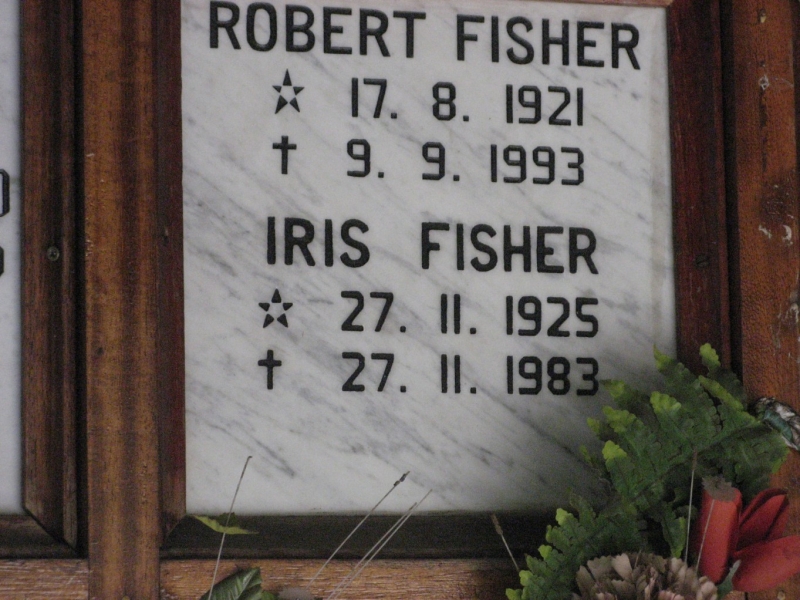 ROBERT FISHER
☆ 17. 8. 1921
† 9. 9. 1993
IRIS FISHER
☆ 27. 11. 1925
† 27. 11. 1983